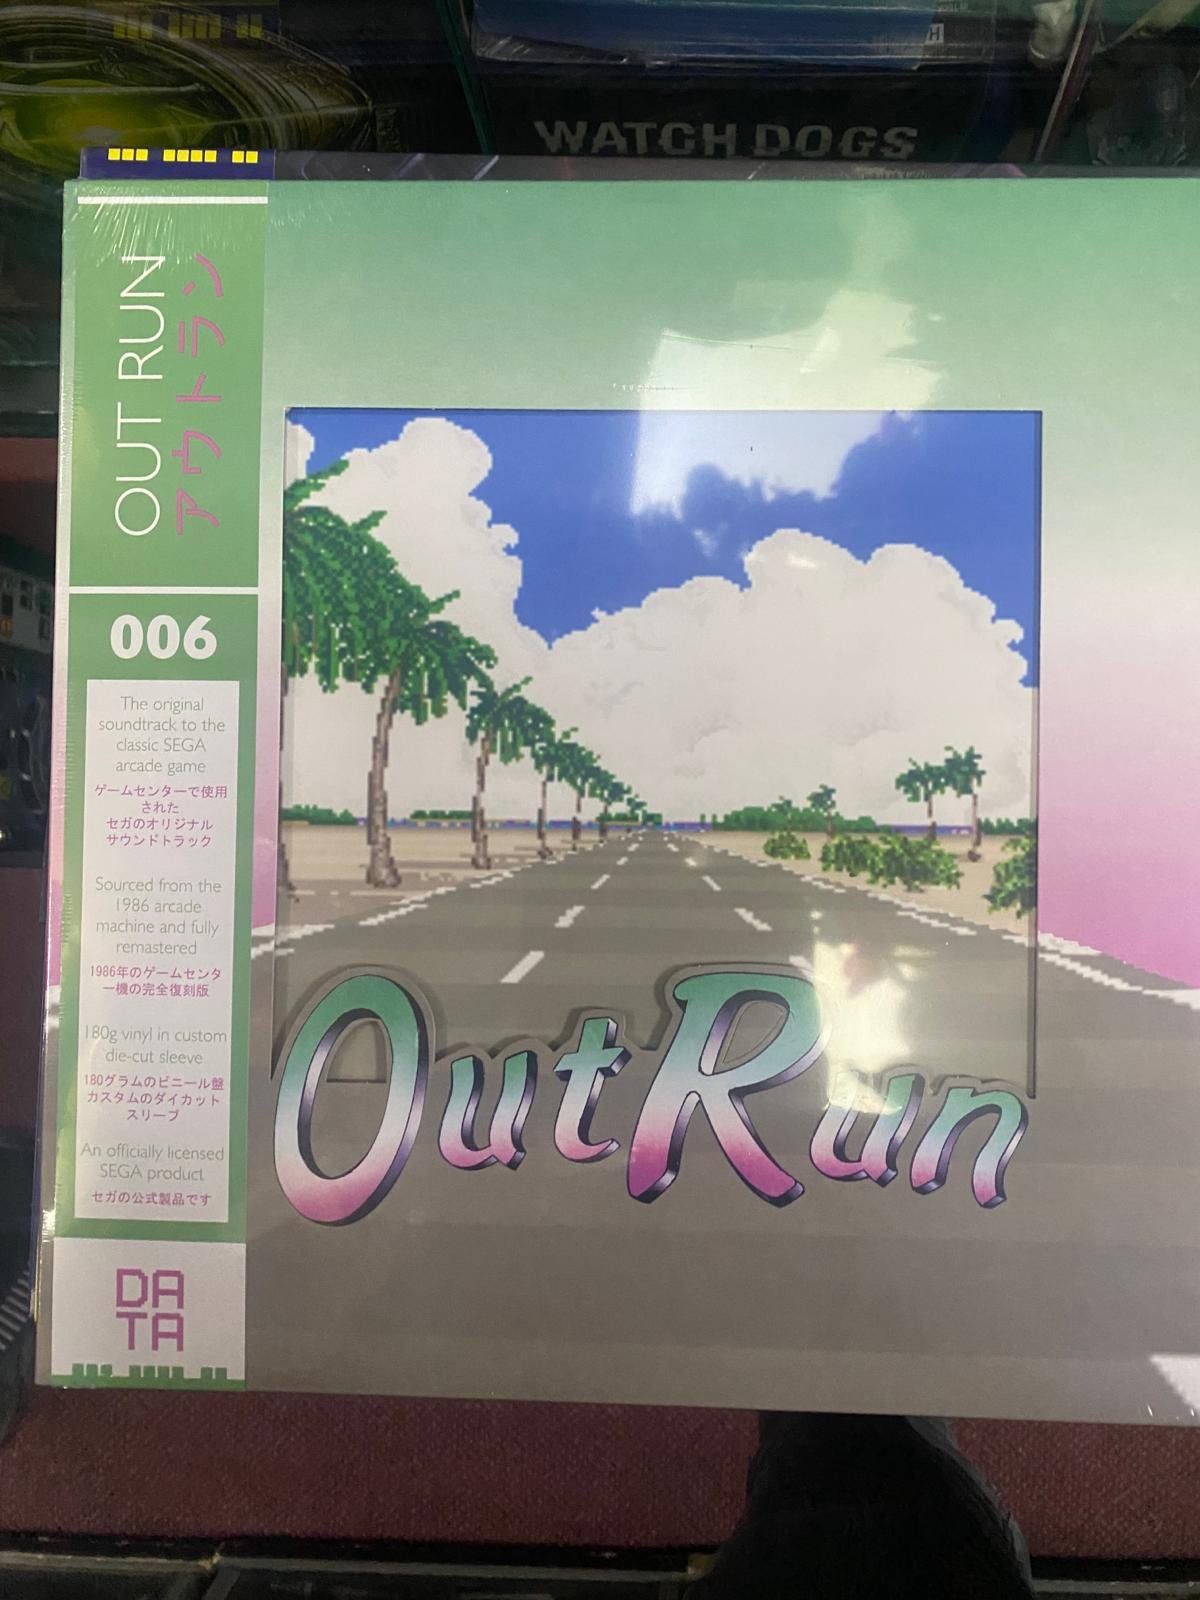 WATCH DOGS
OUT RUN
アウトラン
006
The original
soundtrack to the
classic SEGA
arcade game
ゲームセンターで使用
された
セガのオリジナル
サウンドトラック
Sourced from the
1986 arcade
machine and fully
remastered
1986年のゲームセンタ
ー機の完全復刻版
180g vinyl in custom
die-cut sleeve
180グラムのビニール盤
カスタムのダイカット
スリーブ
An officially licensed
SEGA product
セガの公式製品です
DA
TA
OutRun